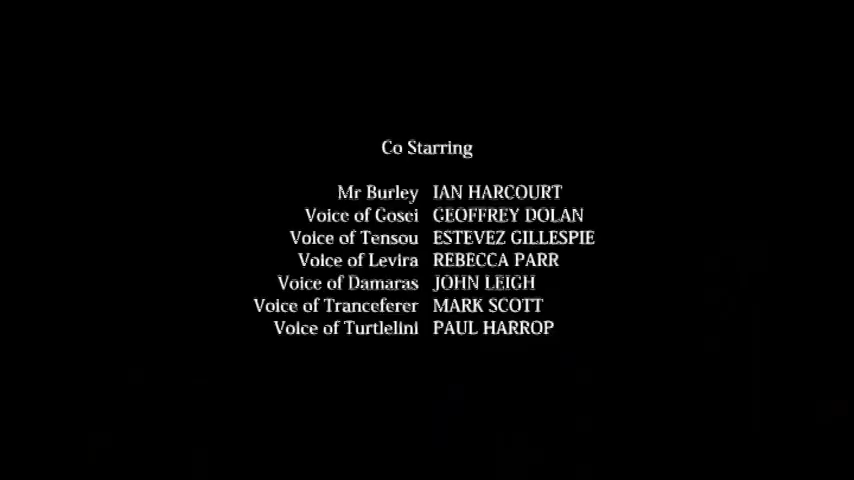 Co Starring
Mr Burley IAN HARCOURT
Voice of Gosei GEOFFREY DOLAN
Voice of Tensou ESTEVEZ GILLESPIE
Voice of Levira REBECCA PARR
Voice of Damaras JOHN LEIGH
Voice of Tranceferer MARK SCOTT
Voice of Turtlelini PAUL HARROP